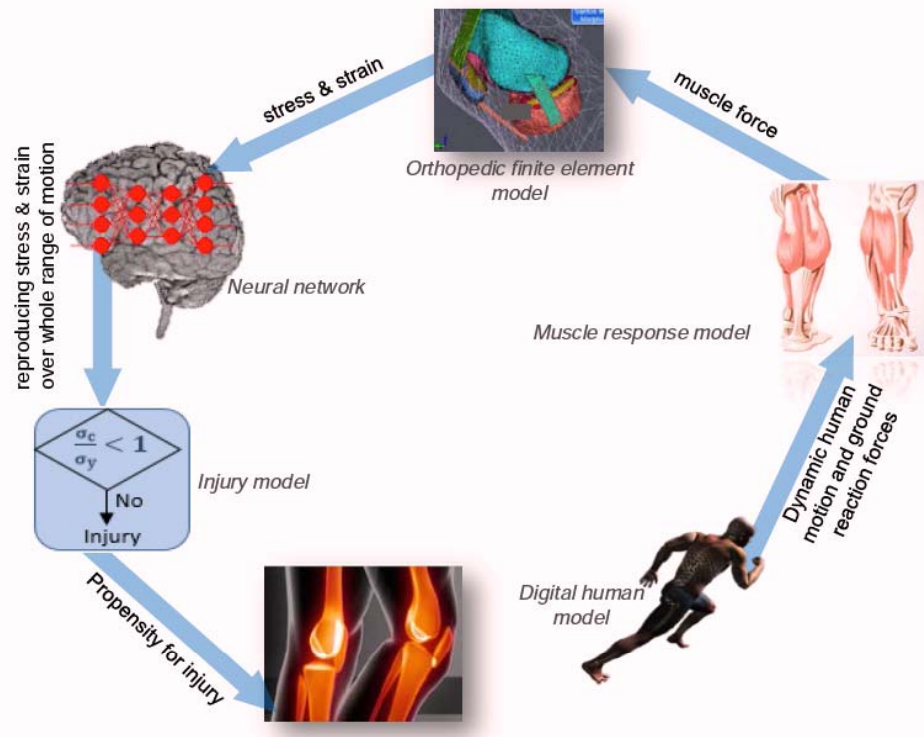 stress & strain
muscle force
Orthopedic finite element
model
reproducing stress & strain
over whole range of motion
Neural network
Muscle response model
σc/σy < 1
No
Injury
Injury model
Dynamic human
motion and ground
reaction forces
Digital human
model
Propensity for injury